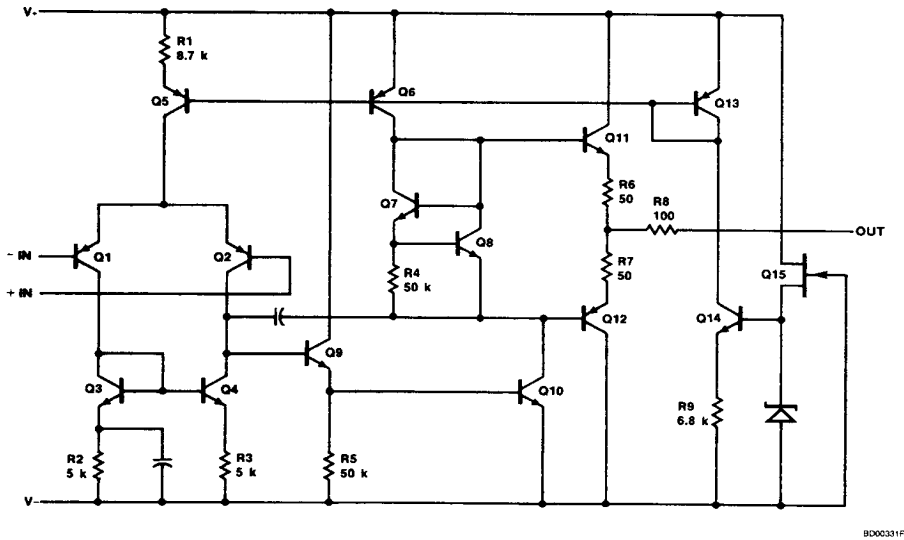 V+
R1
8.7 k
Q5
Q6
Q13
Q11
R6
50
R8
100
Q7
OUT
Q8
- IN
Q1
Q2
R4
50 k
R7
50
Q15
+ IN
Q12
Q14
Q9
Q3
Q4
Q10
R9
6.8 k
R2
5 k
R3
5 k
R5
50 k
V-
BD00331F